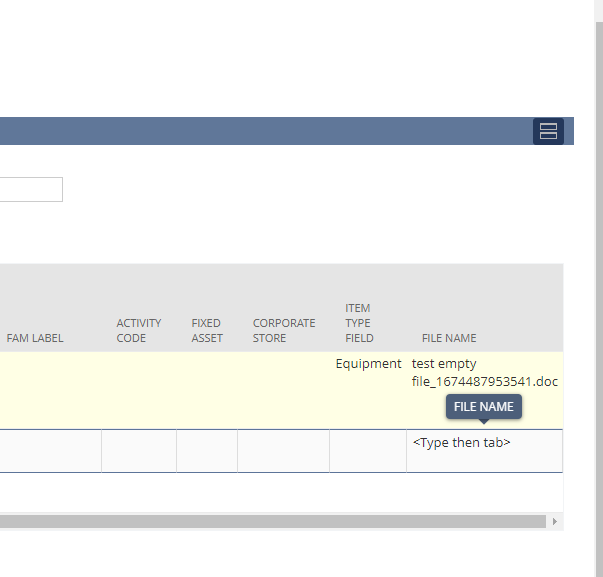 ITEM
ACTIVITY FIXED CORPORATE TYPE
FAM LABEL CODE ASSET STORE FIELD FILE NAME
Equipment test empty
file_1674487953541.doc
FILE NAME
<Type then tab>